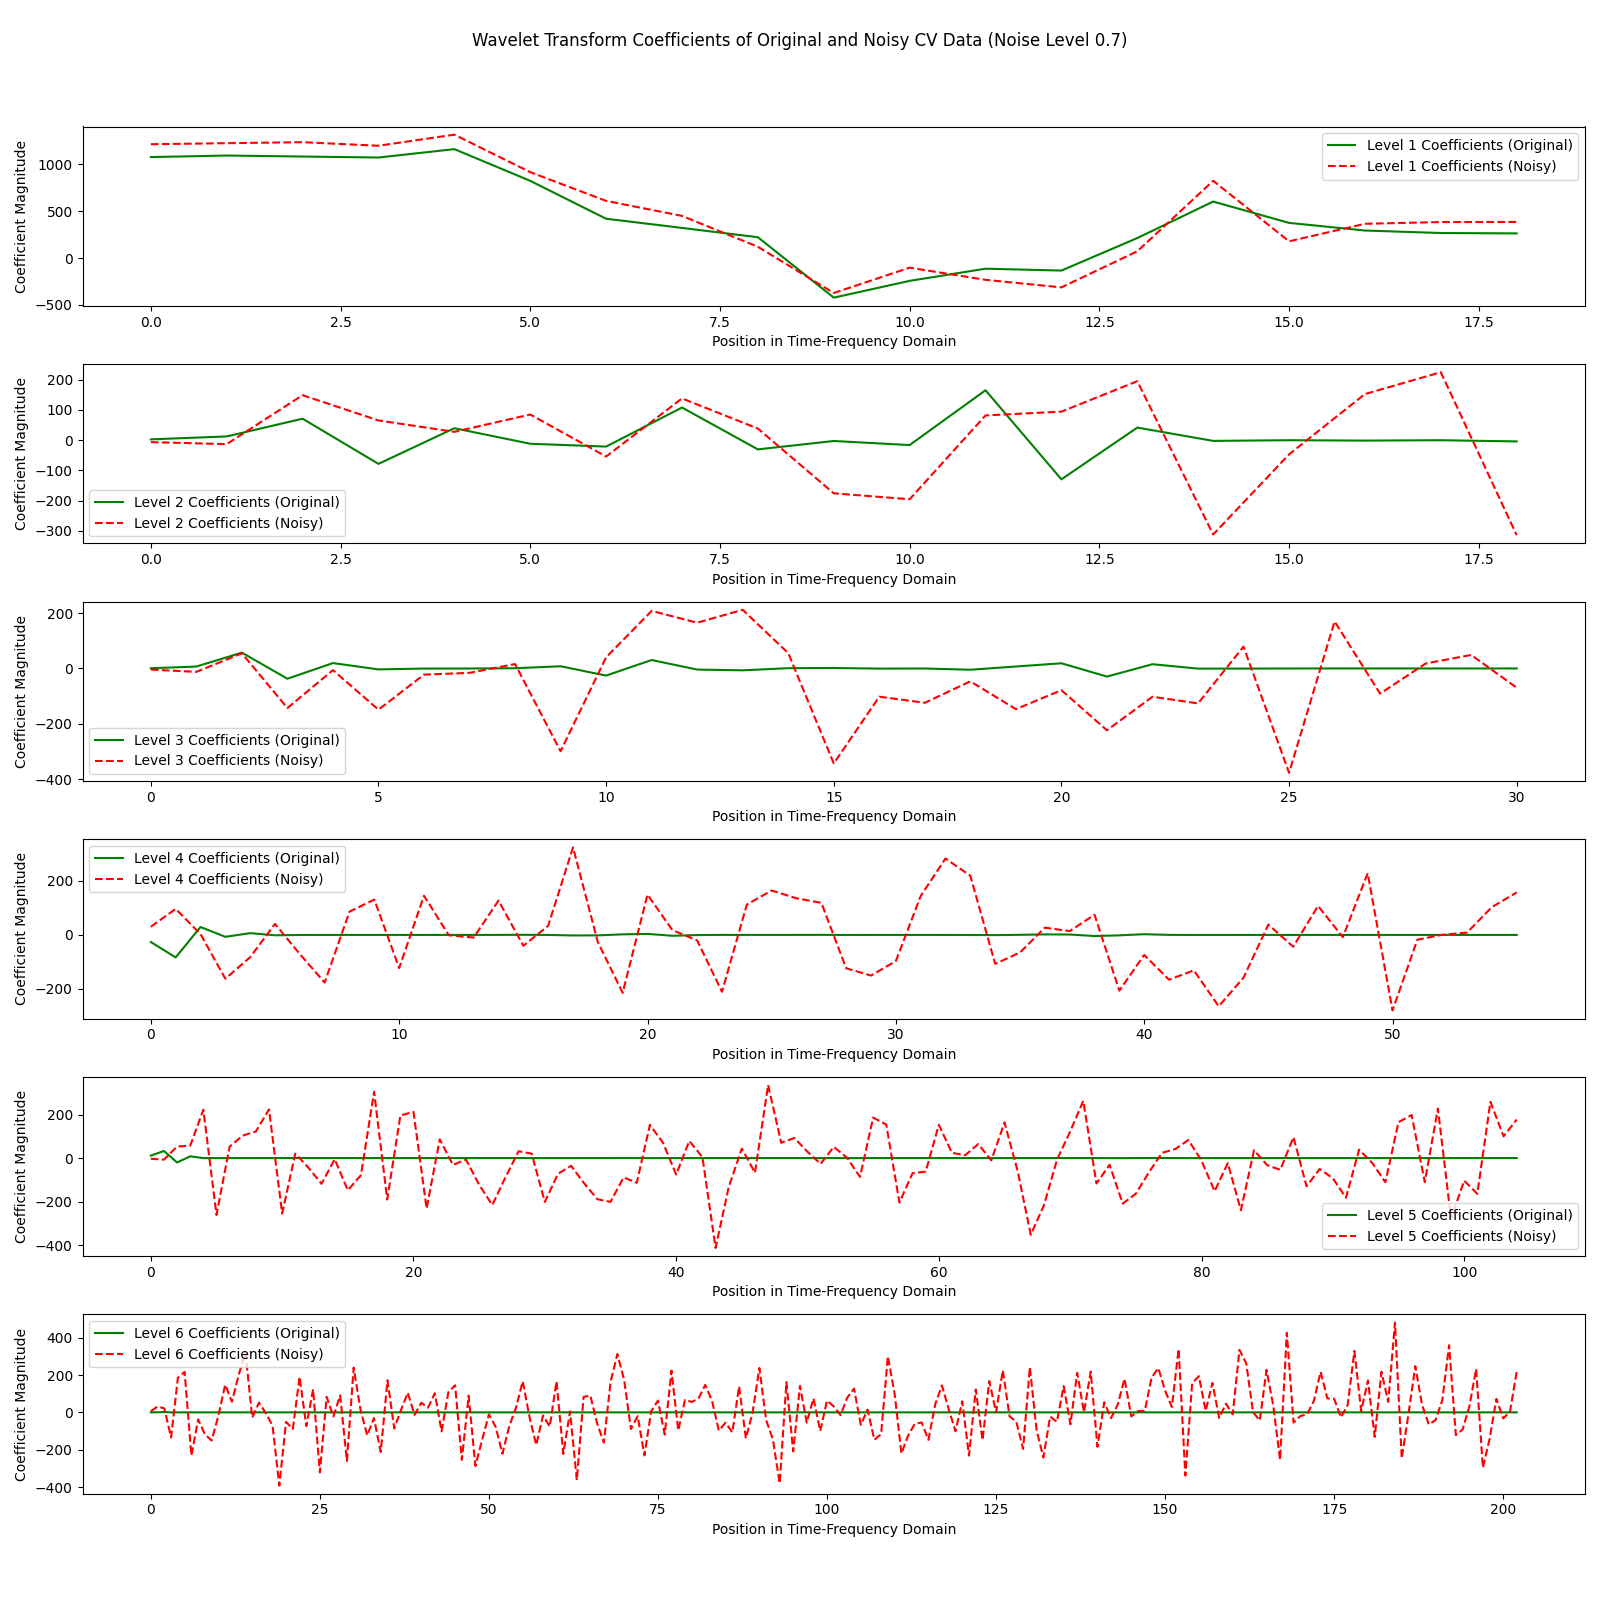 Wavelet Transform Coefficients of Original and Noisy CV Data (Noise Level 0.7)
Coefficient Magnitude
1000
500
0
−500
Level 1 Coefficients (Original)
Level 1 Coefficients (Noisy)
0.0 2.5 5.0 7.5 10.0 12.5 15.0 17.5
Position in Time-Frequency Domain
Coefficient Magnitude
200
100
0
−100
−200
−300
Level 2 Coefficients (Original)
Level 2 Coefficients (Noisy)
0.0 2.5 5.0 7.5 10.0 12.5 15.0 17.5
Position in Time-Frequency Domain
Coefficient Magnitude
200
0
−200
−400
Level 3 Coefficients (Original)
Level 3 Coefficients (Noisy)
0 5 10 15 20 25 30
Position in Time-Frequency Domain
Coefficient Magnitude
200
0
−200
Level 4 Coefficients (Original)
Level 4 Coefficients (Noisy)
0 10 20 30 40 50
Position in Time-Frequency Domain
Coefficient Magnitude
200
0
−200
−400
Level 5 Coefficients (Original)
Level 5 Coefficients (Noisy)
0 20 40 60 80 100
Position in Time-Frequency Domain
Coefficient Magnitude
400
200
0
−200
−400
Level 6 Coefficients (Original)
Level 6 Coefficients (Noisy)
0 25 50 75 100 125 150 175 200
Position in Time-Frequency Domain